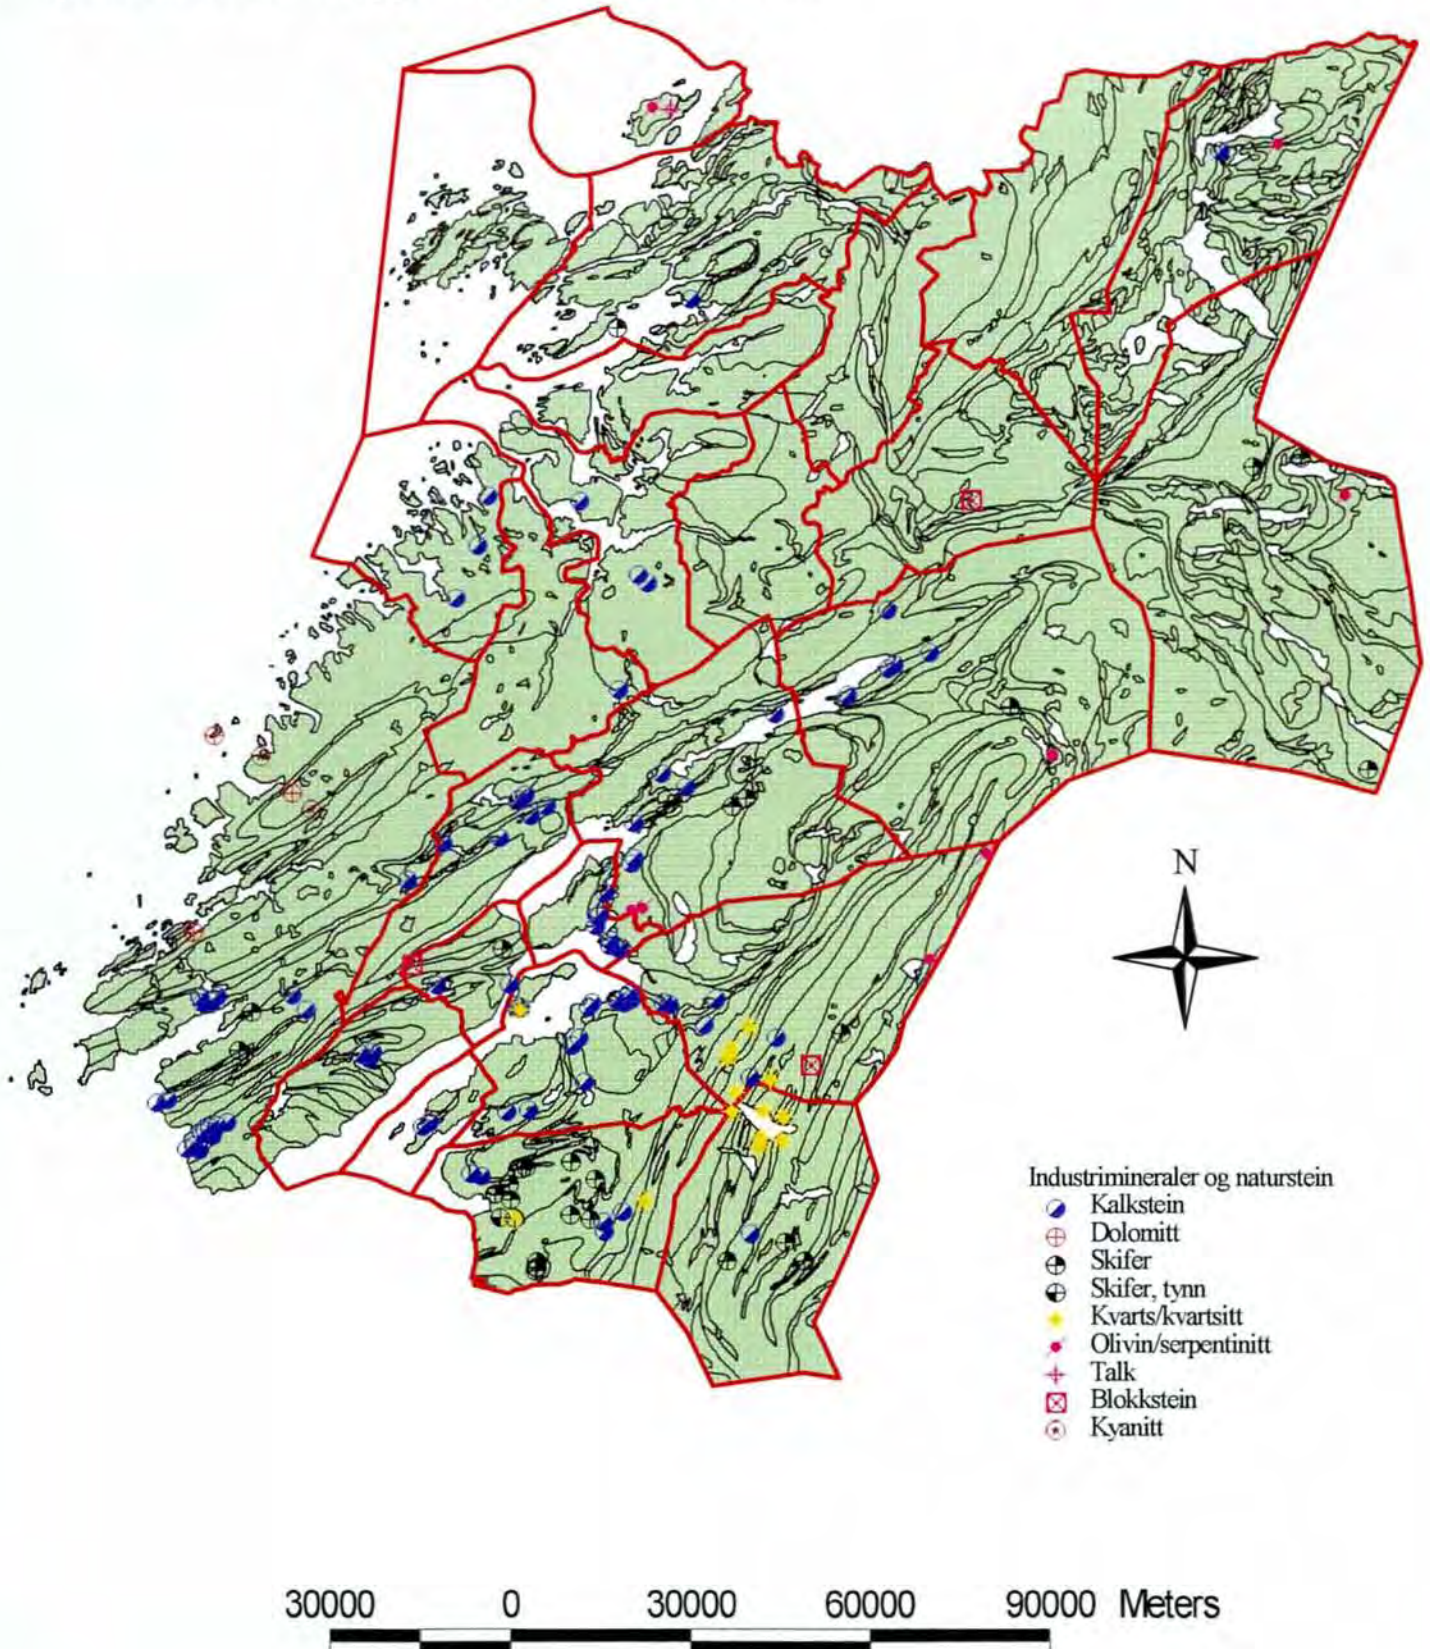 N
Industrimineraler og naturstein
Kalkstein
Dolomitt
Skifer
Skifer, tynn
Kvarts/kvartsitt
Olivin/serpentinitt
Talk
Blokkstein
Kyanitt
30000 0 30000 60000 90000 Meters